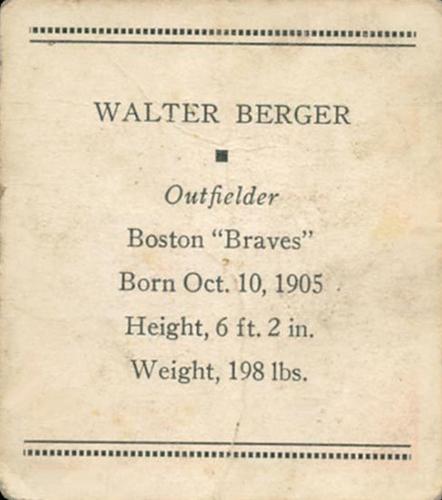 WALTER BERGER
Outfielder
Boston “Braves”
Born Oct. 10, 1905
Height, 6 ft. 2 in.
Weight, 198 lbs.